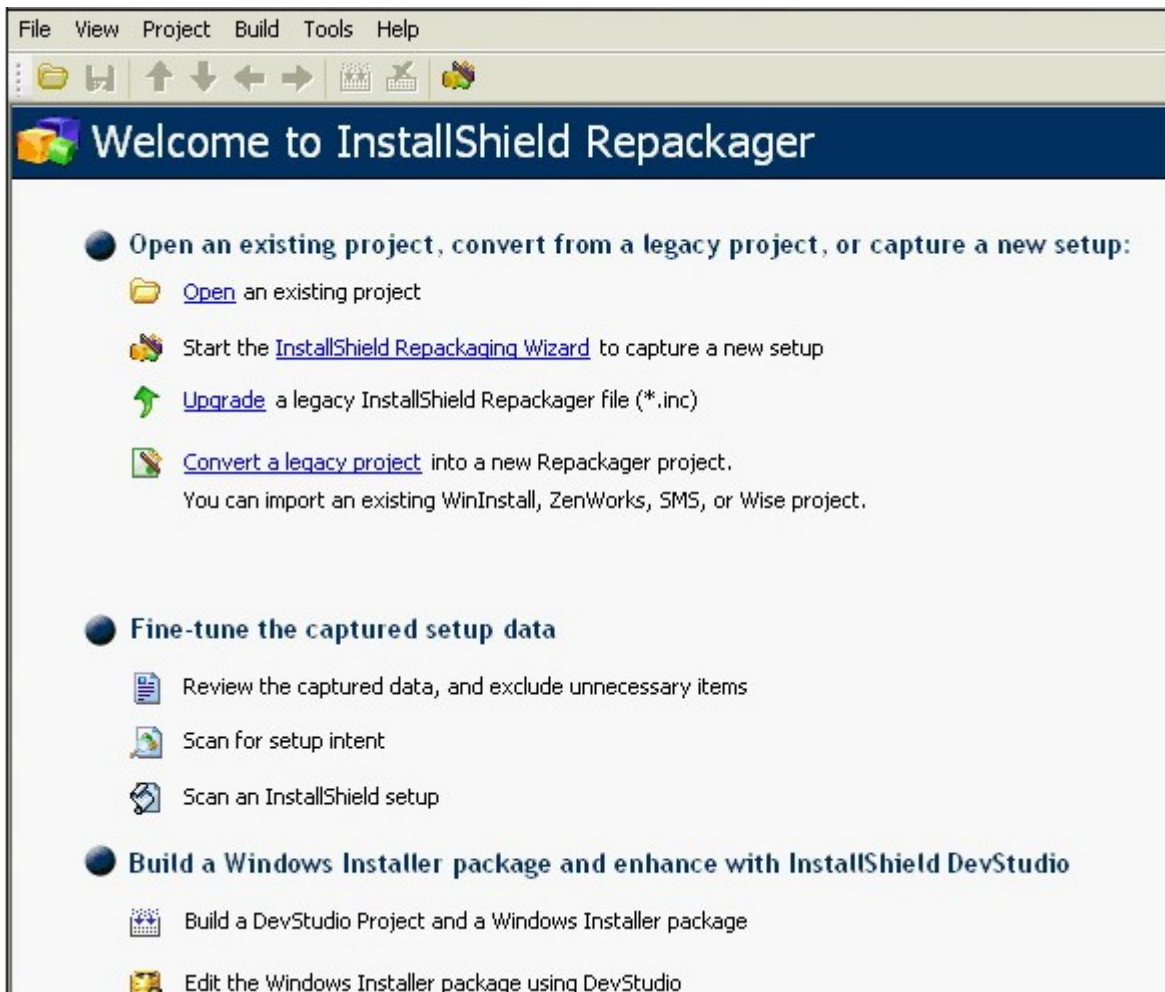 File View Project Build Tools Help
Welcome to InstallShield Repackager
Open an existing project, convert from a legacy project, or capture a new setup:
Open an existing project
Start the InstallShield Repackaging Wizard to capture a new setup
Upgrade a legacy InstallShield Repackager file (*.inc)
Convert a legacy project into a new Repackager project.
You can import an existing WinInstall, ZenWorks, SMS, or Wise project.
Fine-tune the captured setup data
Review the captured data, and exclude unnecessary items
Scan for setup intent
Scan an InstallShield setup
Build a Windows Installer package and enhance with InstallShield DevStudio
Build a DevStudio Project and a Windows Installer package
Edit the Windows Installer package using DevStudio